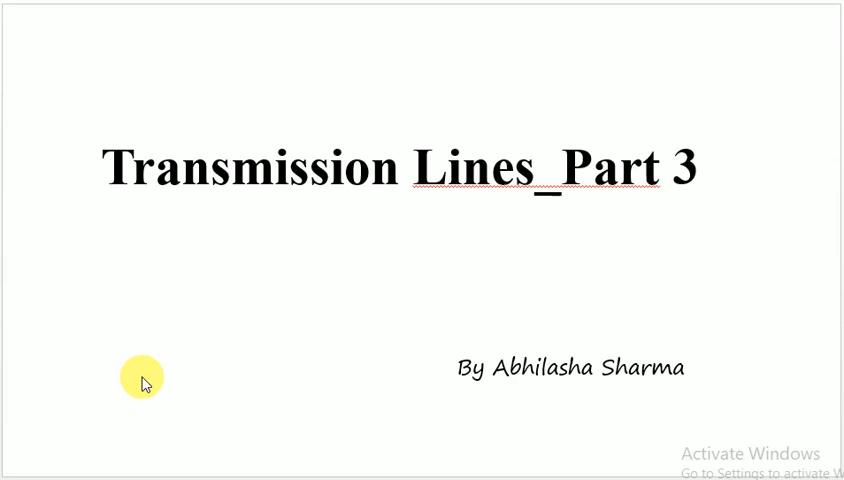 Transmission Lines_Part 3
By Abhilasha Sharma
Activate Windows
Go to Settings to activate W